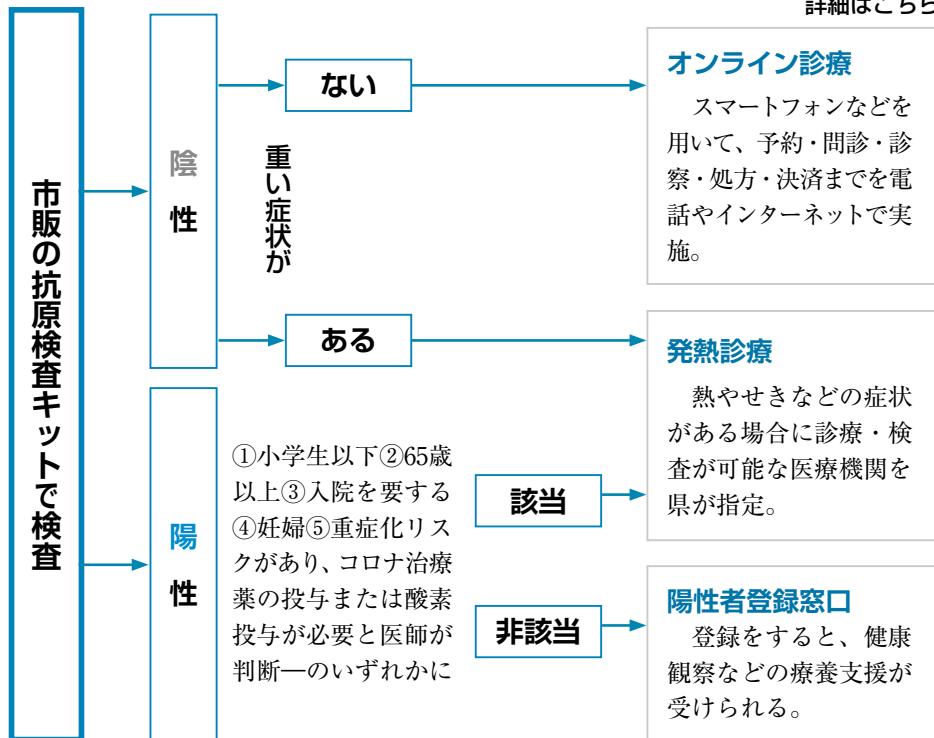 詳細はこちら
市販の抗原検査キットで検査
陰性
重い症状が
ない
オンライン診療
スマートフォンなどを
用いて、予約・問診・診
察・処方・決済までを電
話やインターネットで実
施。
ある
発熱診療
熱やせきなどの症状
がある場合に診療・検
査が可能な医療機関を
県が指定。
陽性
①小学生以下②65歳
以上③入院を要する
④妊婦⑤重症化リス
クがあり、コロナ治療
薬の投与または酸素
投与が必要と医師が
判断―のいずれかに
該当
非該当
陽性者登録窓口
登録をすると、健康
観察などの療養支援が
受けられる。